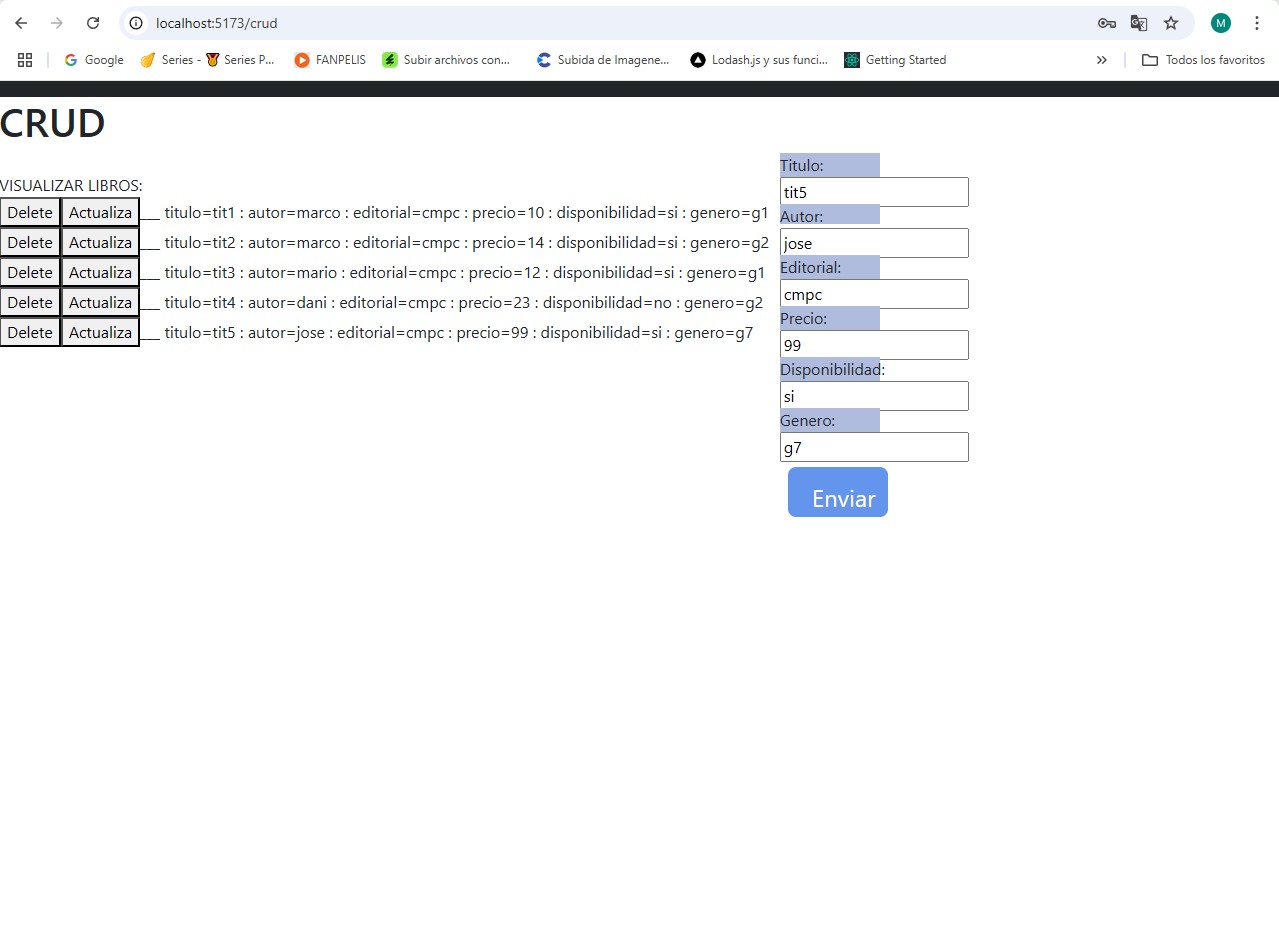 localhost:5173/crud
M
Google
Series -
Series P...
FANPELIS
Subir archivos con...
Subida de Imagene...
Lodash.js y sus funci...
Getting Started
Todos los favoritos
CRUD
VISUALIZAR LIBROS:
Delete Actualiza ___ titulo=tit1 : autor=marco : editorial=cmpc : precio=10 : disponibilidad=si : genero=g1
Delete Actualiza ___ titulo=tit2 : autor=marco : editorial=cmpc : precio=14 : disponibilidad=si : genero=g2
Delete Actualiza ___ titulo=tit3 : autor=mario : editorial=cmpc : precio=12 : disponibilidad=si : genero=g1
Delete Actualiza ___ titulo=tit4 : autor=dani : editorial=cmpc : precio=23 : disponibilidad=no : genero=g2
Delete Actualiza ___ titulo=tit5 : autor=jose : editorial=cmpc : precio=99 : disponibilidad=si : genero=g7
Titulo:
tit5
Autor:
jose
Editorial:
cmpc
Precio:
99
Disponibilidad:
si
Genero:
g7
Enviar